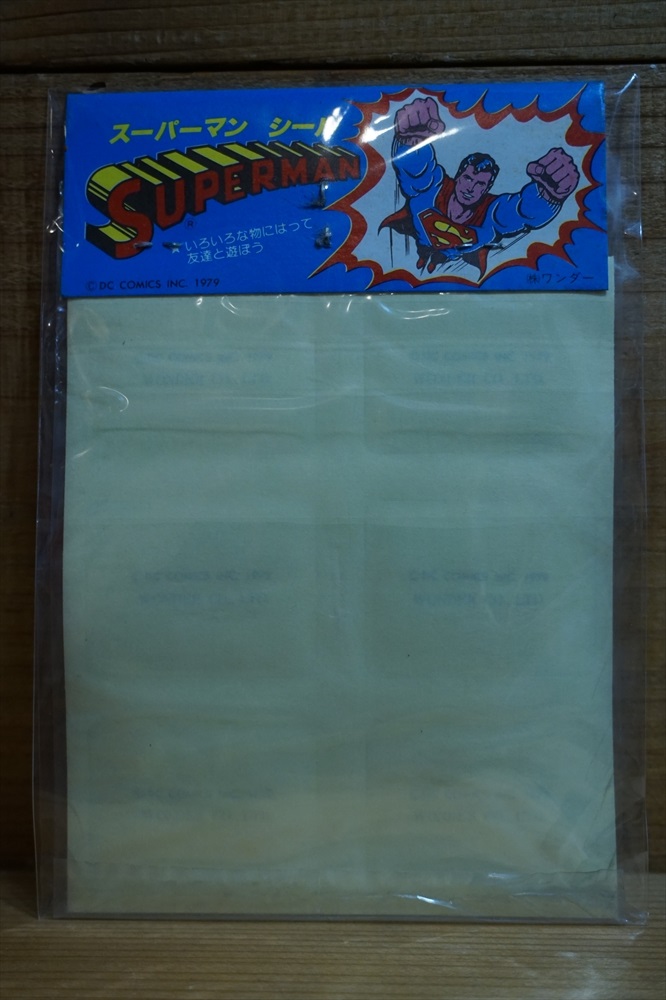 スーパーマン シール
SUPERMAN
®
★いろいろな物にはって
友達と遊ぼう
© DC COMICS INC. 1979
㈱ワンダー